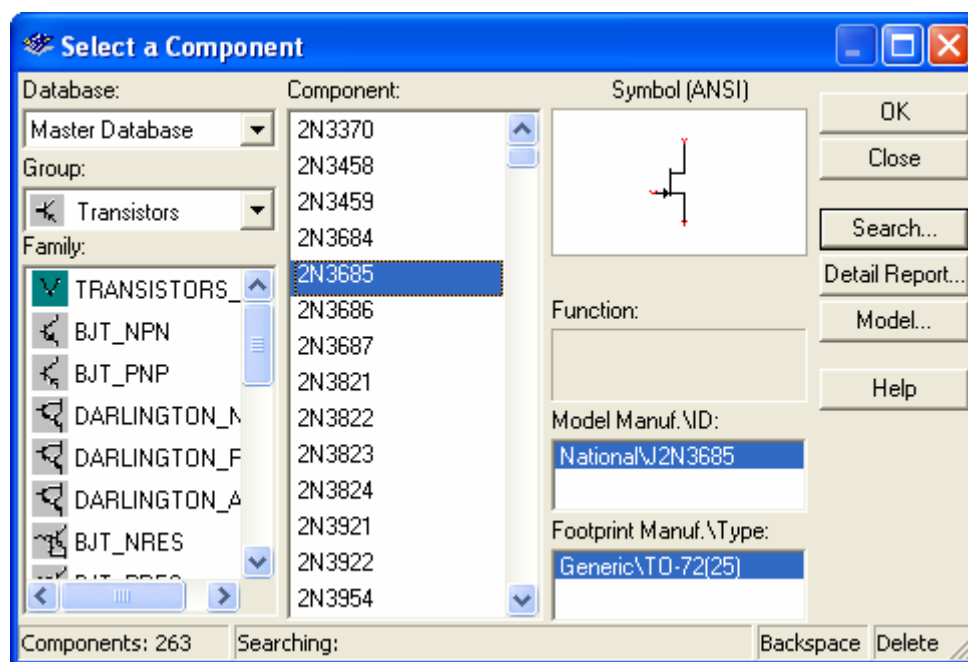 Select a Component
Database:
Master Database
Group:
Transistors
Family:
TRANSISTORS_
BJT_NPN
BJT_PNP
DARLINGTON_N
DARLINGTON_P
DARLINGTON_A
BJT_NRES
Component:
2N3370
2N3458
2N3459
2N3684
2N3685
2N3686
2N3687
2N3821
2N3822
2N3823
2N3824
2N3921
2N3922
2N3954
Symbol (ANSI)
Function:
Model Manuf.\ID:
National\J2N3685
Footprint Manuf.\Type:
Generic\TO-72(25)
OK
Close
Search...
Detail Report...
Model...
Help
Components: 263
Searching:
Backspace
Delete